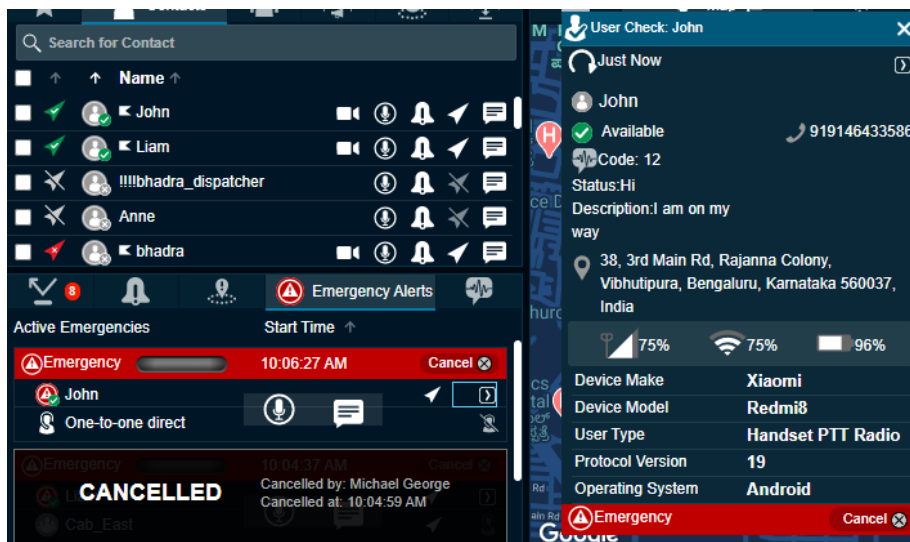 Contacts
Search for Contact
Name
John
Liam
!!!!bhadra_dispatcher
Anne
bhadra
8
Emergency Alerts
Active Emergencies
Start Time
Emergency
10:06:27 AM
Cancel
John
One-to-one direct
Emergency
10:04:37 AM
Cancel
CANCELLED
Cancelled by: Michael George
Cancelled at: 10:04:59 AM
Cab_East
User Check: John
Just Now
John
Available
919146433586
Code: 12
Status:Hi
Description:I am on my
way
38, 3rd Main Rd, Rajanna Colony,
Vibhutipura, Bengaluru, Karnataka 560037,
India
75%
75%
96%
Device Make
Xiaomi
Device Model
Redmi8
User Type
Handset PTT Radio
Protocol Version
19
Operating System
Android
Emergency
Cancel
H
Google